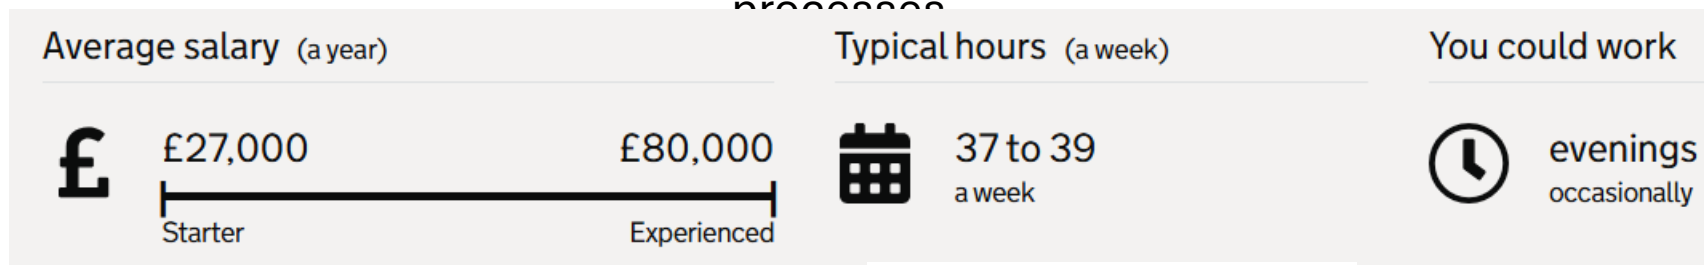 processes
Average salary (a year)
£27,000 £80,000
Starter Experienced
Typical hours (a week)
37 to 39
a week
You could work
evenings
occasionally